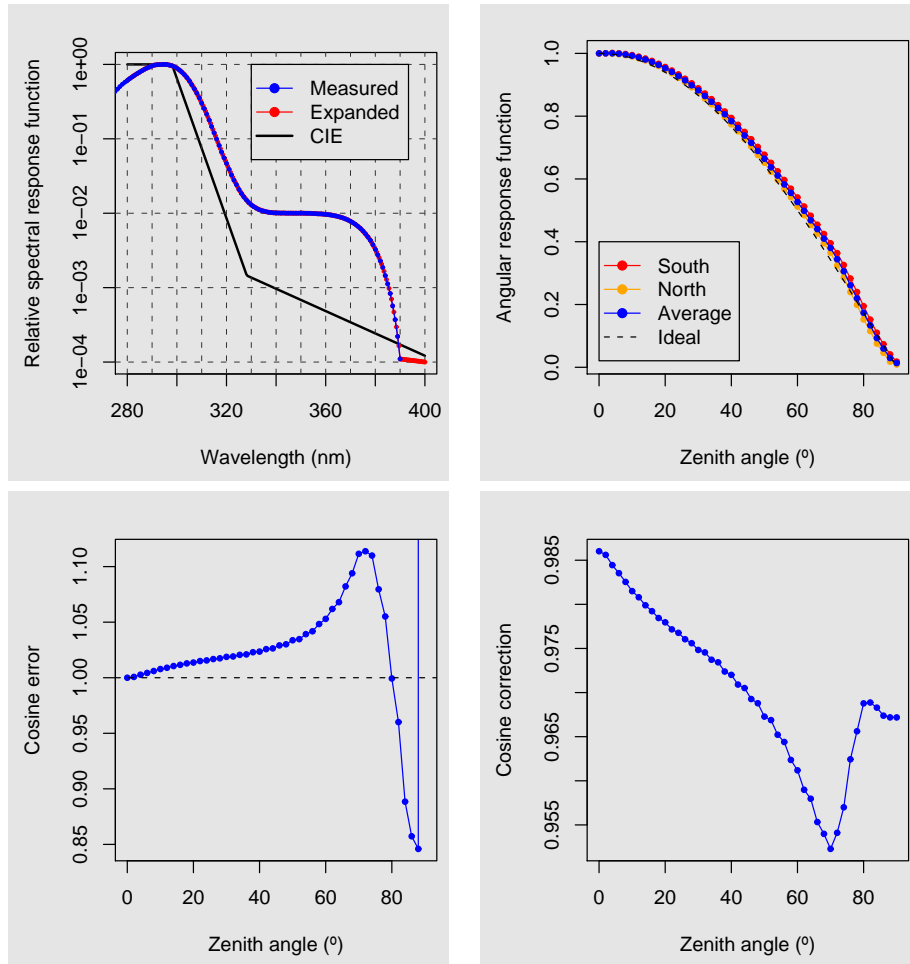 Relative spectral response function
1e+00
1e-01
1e-02
1e-03
1e-04
Measured
Expanded
CIE
280
320
360
400
Wavelength (nm)
Angular response function
1.0
0.8
0.6
0.4
0.2
0.0
South
North
Average
Ideal
0
20
40
60
80
Zenith angle (º)
Cosine error
1.10
1.05
1.00
0.95
0.90
0.85
0
20
40
60
80
Zenith angle (º)
Cosine correction
0.985
0.975
0.965
0.955
0
20
40
60
80
Zenith angle (º)